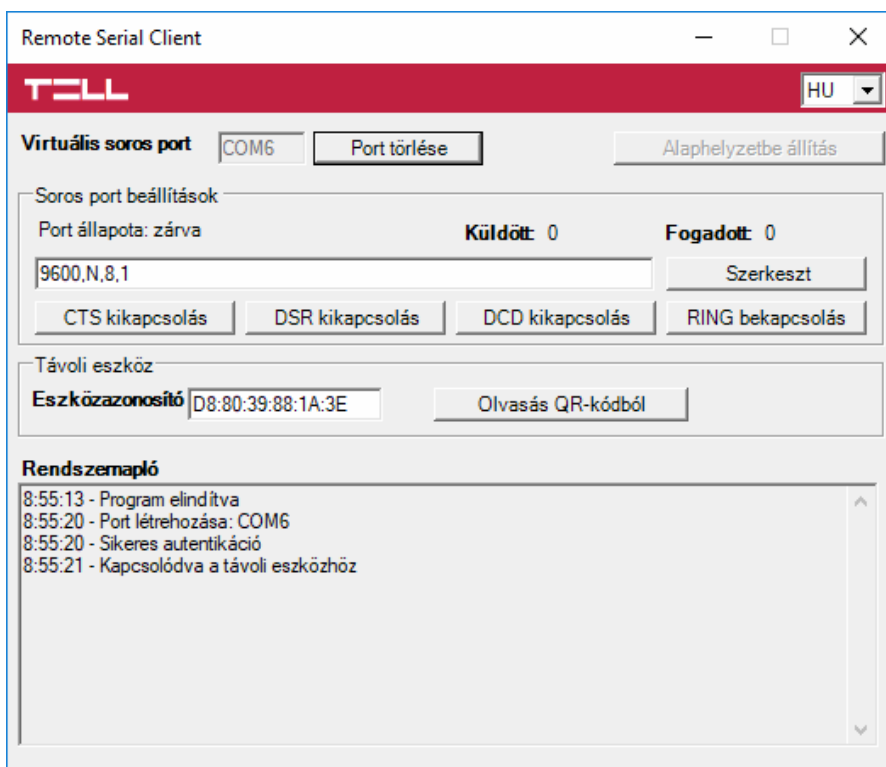 Remote Serial Client
TELL
HU
Virtuális soros port COM6 Port törlése Alaphelyzetbe állítás
Soros port beállítások
Port állapota: zárva Küldött: 0 Fogadott: 0
9600,N,8,1 Szerkeszt
CTS kikapcsolás DSR kikapcsolás DCD kikapcsolás RING bekapcsolás
Távoli eszköz
Eszközazonosító D8:80:39:88:1A:3E Olvasás QR-kódból
Rendszernapló
8:55:13 - Program elindítva
8:55:20 - Port létrehozása: COM6
8:55:20 - Sikeres autentikáció
8:55:21 - Kapcsolódva a távoli eszközhöz